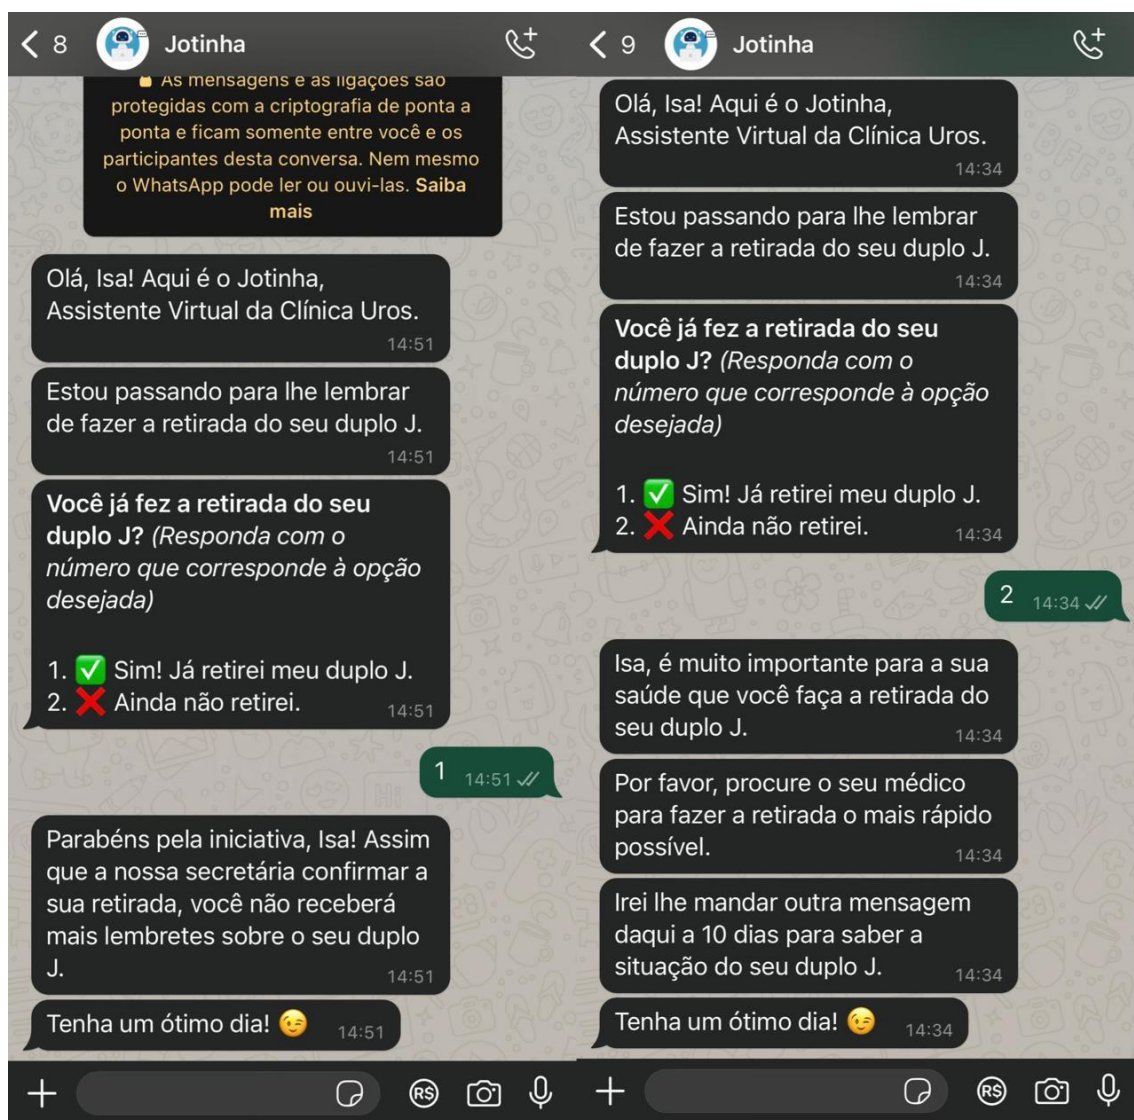 8
Jotinha
As mensagens e as ligações são
protegidas com a criptografia de ponta a
ponta e ficam somente entre você e os
participantes desta conversa. Nem mesmo
o WhatsApp pode ler ou ouvi-las. Saiba
mais
Olá, Isa! Aqui é o Jotinha,
Assistente Virtual da Clínica Uros.
14:51
Estou passando para lhe lembrar
de fazer a retirada do seu duplo J.
14:51
Você já fez a retirada do seu
duplo J? (Responda com o
número que corresponde à opção
desejada)
1. ✅ Sim! Já retirei meu duplo J.
2. ❌ Ainda não retirei. 14:51
1 14:51
Parabéns pela iniciativa, Isa! Assim
que a nossa secretária confirmar a
sua retirada, você não receberá
mais lembretes sobre o seu duplo
J. 14:51
Tenha um ótimo dia! 😉 14:51
R$
9
Jotinha
Olá, Isa! Aqui é o Jotinha,
Assistente Virtual da Clínica Uros.
14:34
Estou passando para lhe lembrar
de fazer a retirada do seu duplo J.
14:34
Você já fez a retirada do seu
duplo J? (Responda com o
número que corresponde à opção
desejada)
1. ✅ Sim! Já retirei meu duplo J.
2. ❌ Ainda não retirei. 14:34
2 14:34
Isa, é muito importante para a sua
saúde que você faça a retirada do
seu duplo J. 14:34
Por favor, procure o seu médico
para fazer a retirada o mais rápido
possível. 14:34
Irei lhe mandar outra mensagem
daqui a 10 dias para saber a
situação do seu duplo J. 14:34
Tenha um ótimo dia! 😉 14:34
R$